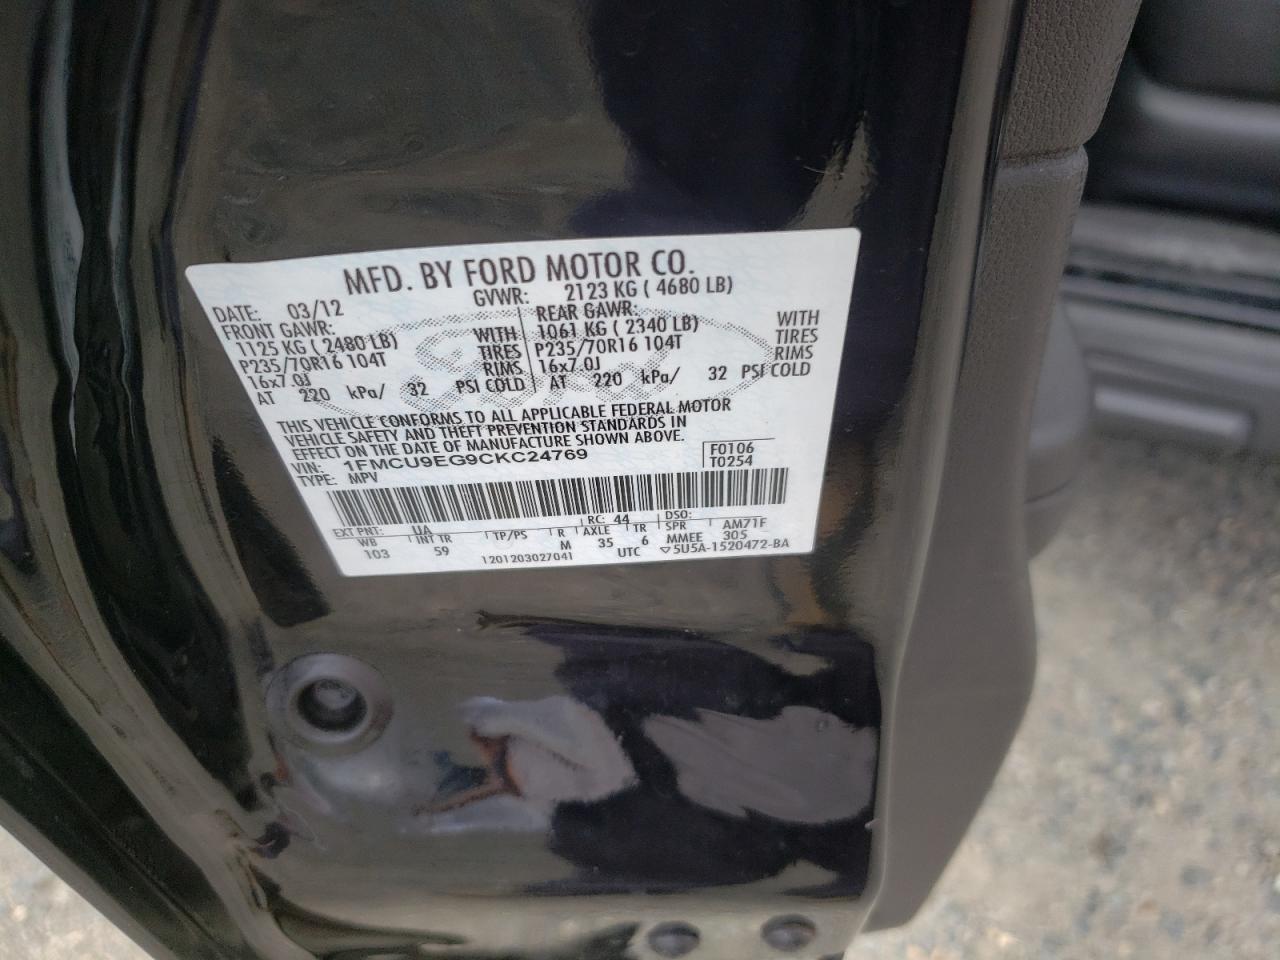 MFD. BY FORD MOTOR CO.
DATE: 03/12 GVWR: 2123 KG ( 4680 LB)
FRONT GAWR: REAR GAWR:
1125 KG ( 2480 LB) WITH 1061 KG ( 2340 LB) WITH
P235/70R16 104T TIRES P235/70R16 104T TIRES
16x7.0J RIMS 16x7.0J RIMS
AT 220 kPa/ 32 PSI COLD AT 220 kPa/ 32 PSI COLD
THIS VEHICLE CONFORMS TO ALL APPLICABLE FEDERAL MOTOR
VEHICLE SAFETY AND THEFT PREVENTION STANDARDS IN
EFFECT ON THE DATE OF MANUFACTURE SHOWN ABOVE.
VIN: 1FMCU9EG9CKC24769 F0106
TYPE: MPV T0254
EXT PNT: UA RC: 44 DSO:
WB INT TR TP/PS R AXLE TR SPR AM71F
103 59 M 35 6 MMEE 305
1201203027041 UTC ▽5U5A-1520472-BA